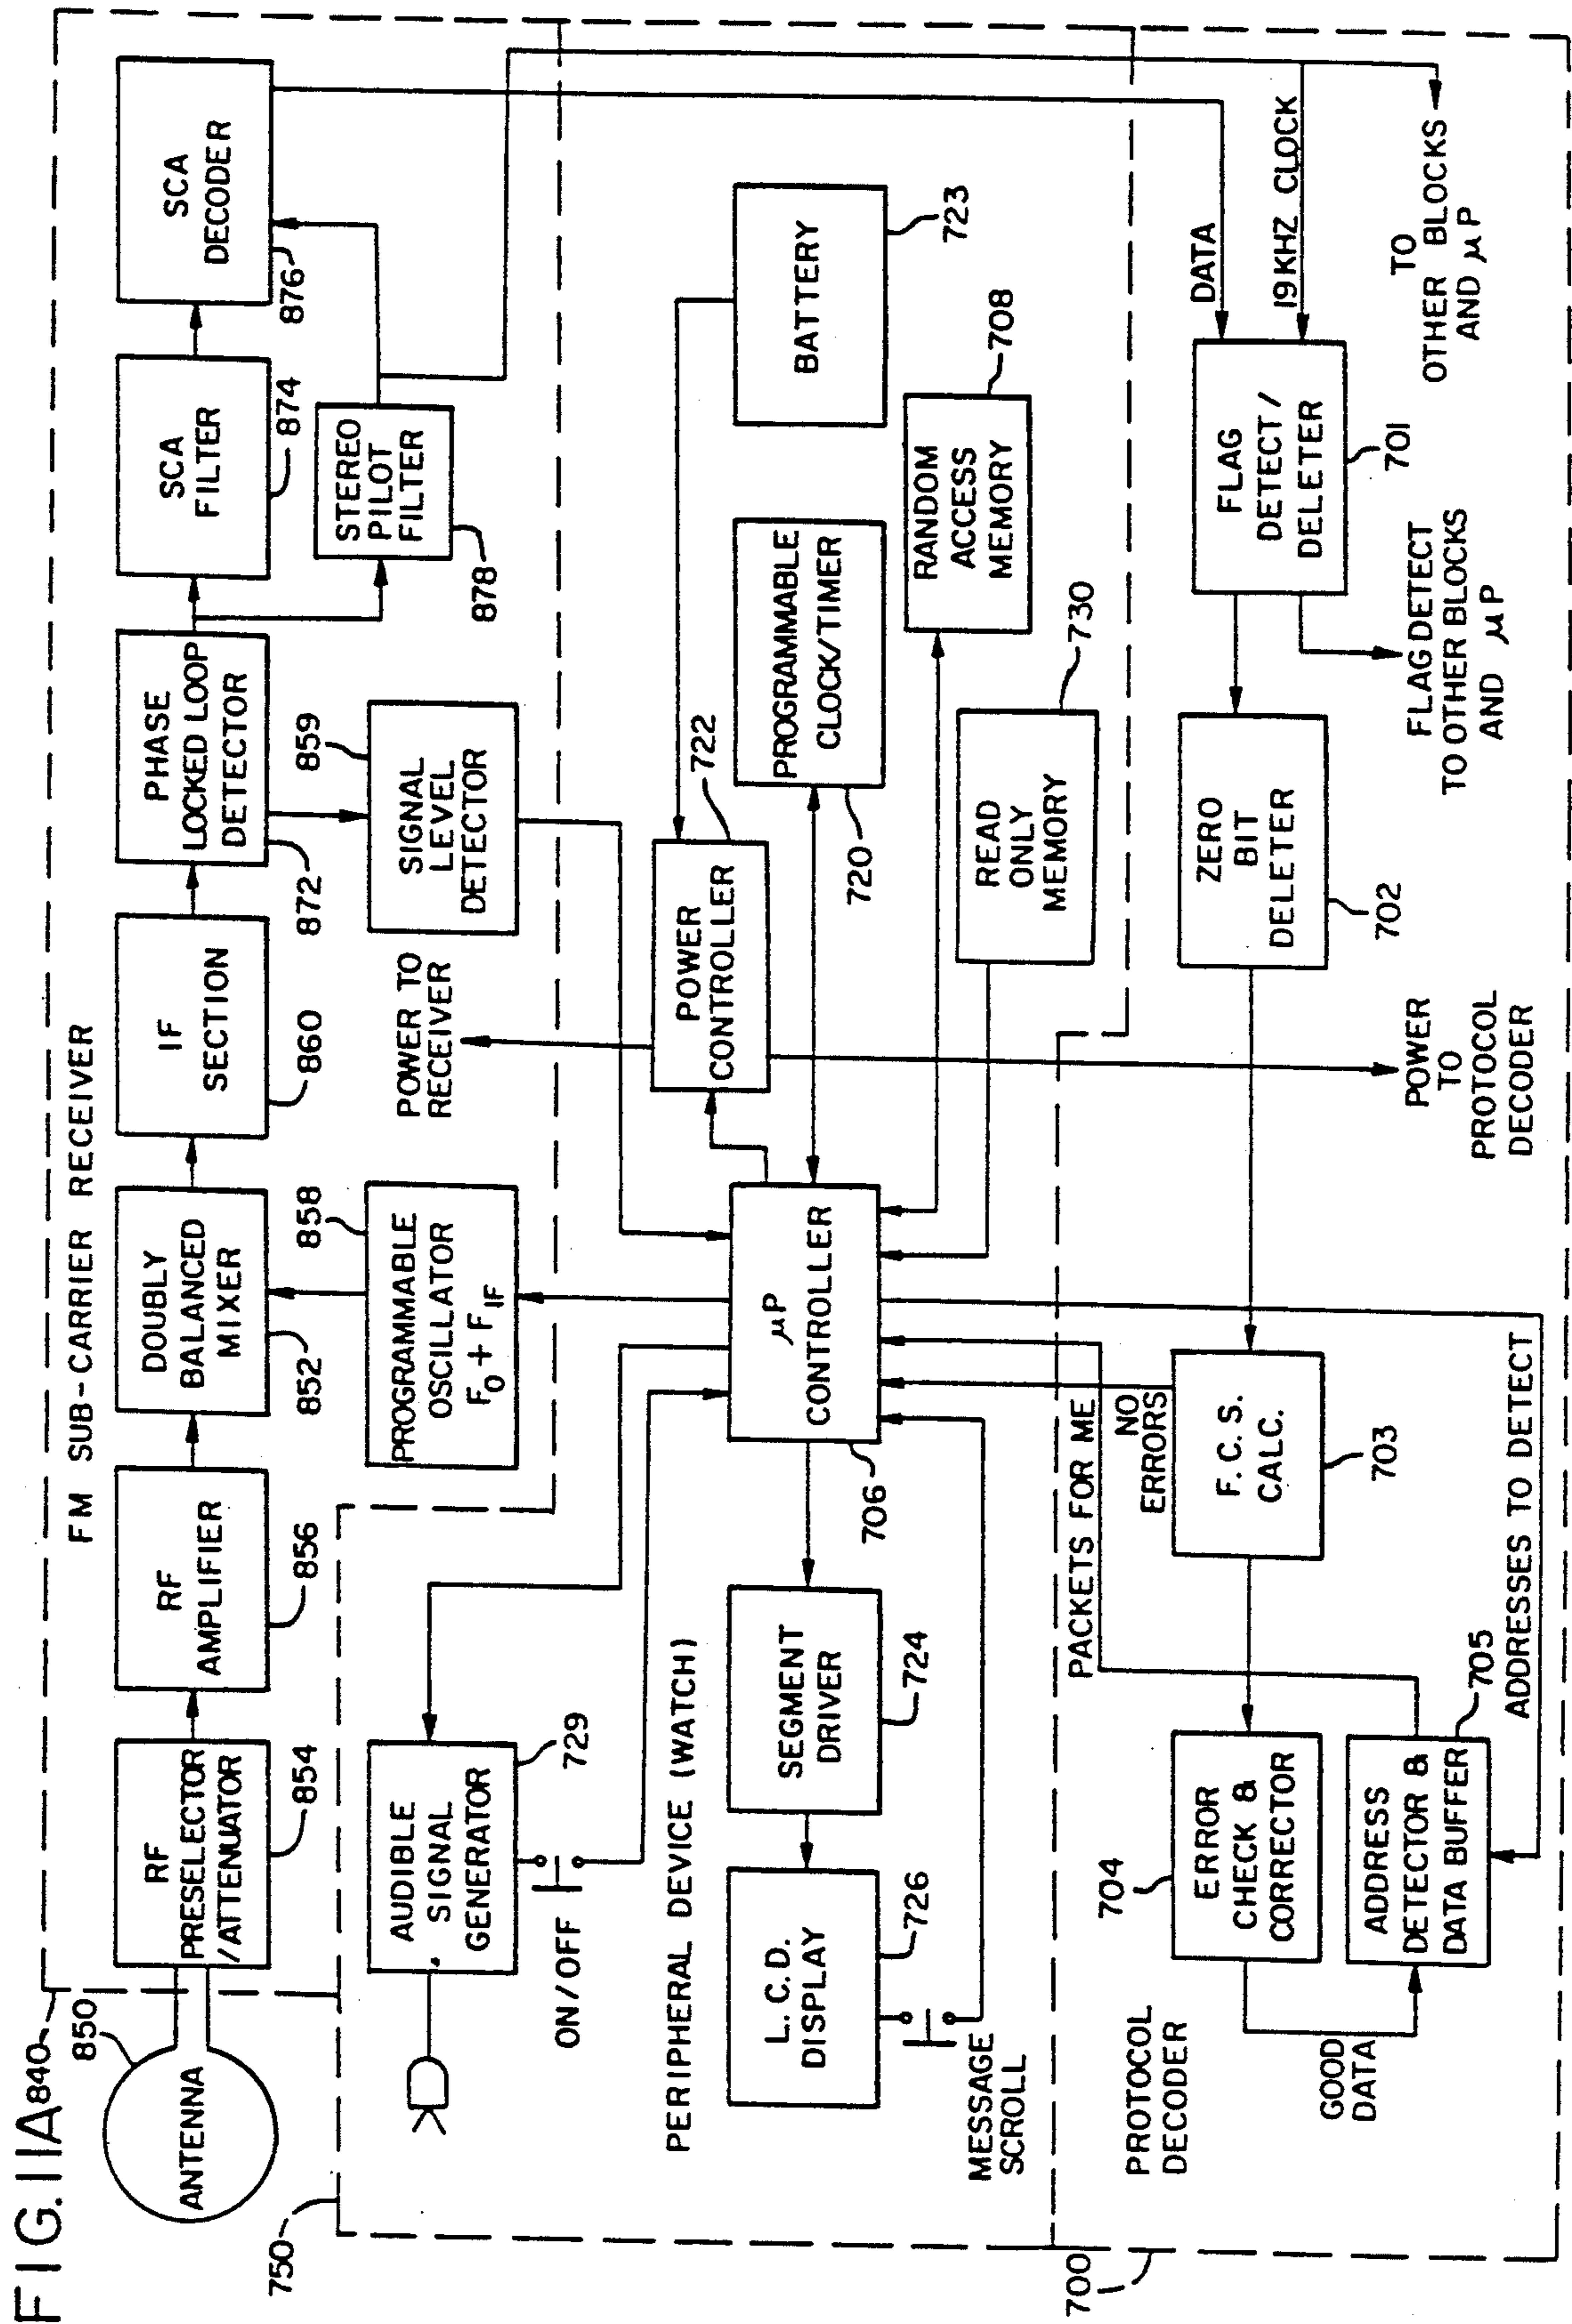 FIG. 11A
840
850
ANTENNA
FM SUB-CARRIER RECEIVER
RF
PRESELECTOR
/ATTENUATOR
854
RF
AMPLIFIER
856
DOUBLY
BALANCED
MIXER
852
IF
SECTION
860
PHASE
LOCKED LOOP
DETECTOR
872
SCA
FILTER
874
SCA
DECODER
876
STEREO
PILOT
FILTER
878
PROGRAMMABLE
OSCILLATOR
F0 + FIF
858
SIGNAL
LEVEL
DETECTOR
859
POWER TO
RECEIVER
750
AUDIBLE
SIGNAL
GENERATOR
729
ON/OFF
PERIPHERAL DEVICE (WATCH)
L.C.D.
DISPLAY
726
SEGMENT
DRIVER
724
μP
CONTROLLER
706
POWER
CONTROLLER
722
BATTERY
723
PROGRAMMABLE
CLOCK/TIMER
720
RANDOM
ACCESS
MEMORY
708
READ
ONLY
MEMORY
730
MESSAGE
SCROLL
700
PROTOCOL
DECODER
PACKETS FOR ME
NO
ERRORS
ERROR
CHECK &
CORRECTOR
704
GOOD
DATA
ADDRESS
DETECTOR &
DATA BUFFER
705
ADDRESSES TO DETECT
F.C.S.
CALC.
703
ZERO
BIT
DELETER
702
FLAG
DETECT/
DELETER
701
DATA
19KHZ CLOCK
POWER
TO
PROTOCOL
DECODER
FLAG DETECT
TO OTHER BLOCKS
AND μP
TO
OTHER BLOCKS
AND μP